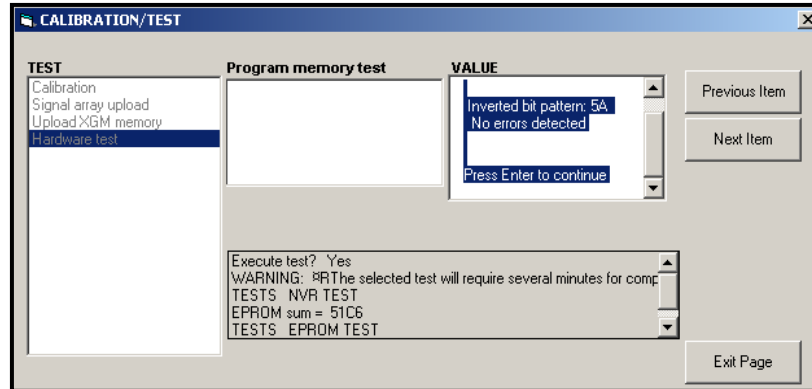 CALIBRATION/TEST
TEST
Calibration
Signal array upload
Upload XGM memory
Hardware test
Program memory test
VALUE
Inverted bit pattern: 5A
No errors detected
Press Enter to continue
Previous Item
Next Item
Execute test? Yes
WARNING: ¤RThe selected test will require several minutes for comp
TESTS NVR TEST
EPROM sum = 51C6
TESTS EPROM TEST
Exit Page